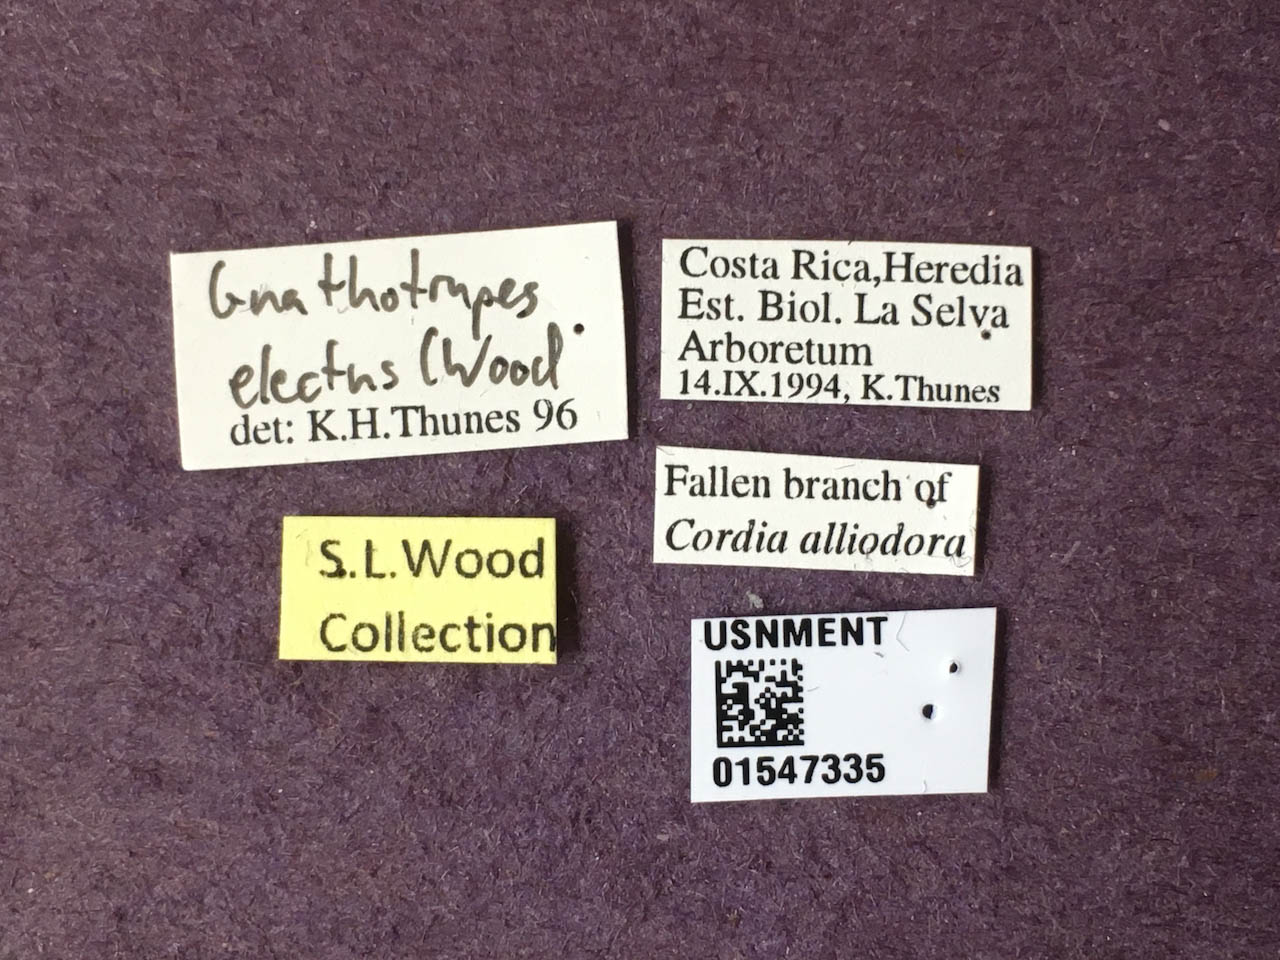 Gnathotrupes
electus (Wood
det: K.H.Thunes 96
Costa Rica,Heredia
Est. Biol. La Selva
Arboretum
14.IX.1994, K.Thunes
Fallen branch of
Cordia alliodora
S.L.Wood
Collection
USNMENT
01547335